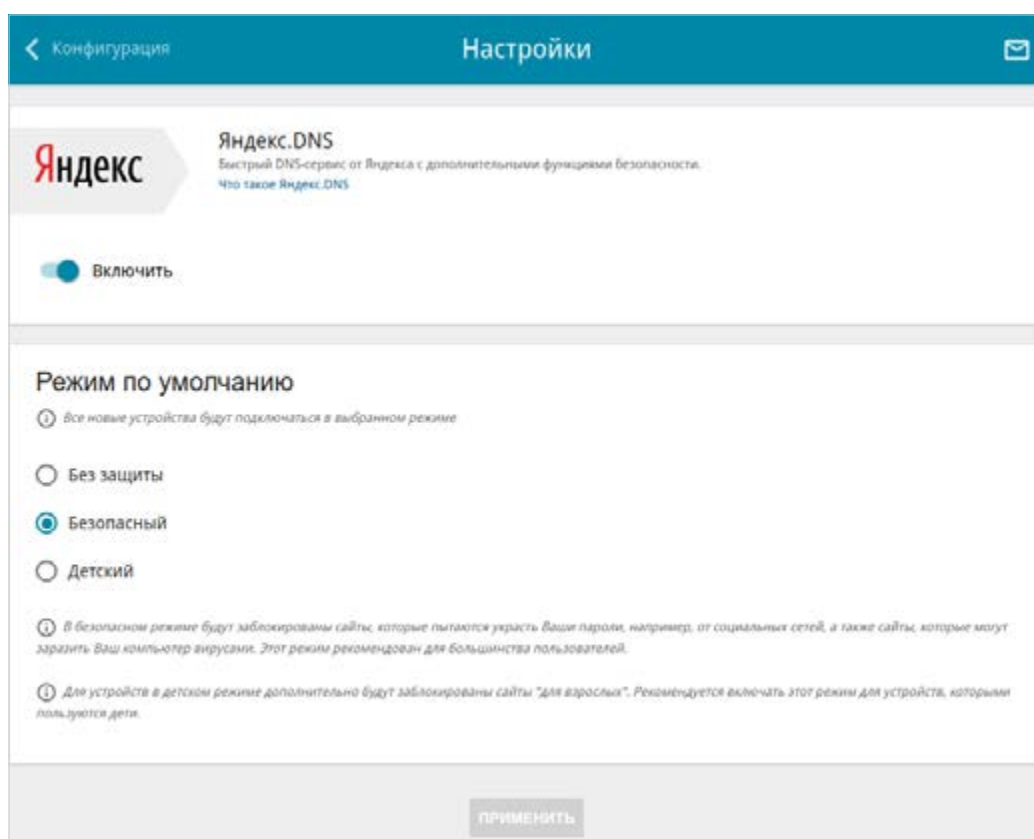 Конфигурация
Настройки
Яндекс
Яндекс.DNS
Быстрый DNS-сервис от Яндекса с дополнительными функциями безопасности.
Что такое Яндекс.DNS
Включить
Режим по умолчанию
Все новые устройства будут подключаться в выбранном режиме
Без защиты
Безопасный
Детский
В безопасном режиме будут заблокированы сайты, которые пытаются украсть Ваши пароли, например, от социальных сетей, а также сайты, которые могут
заразить Ваш компьютер вирусами. Этот режим рекомендован для большинства пользователей.
Для устройств в детском режиме дополнительно будут заблокированы сайты "для взрослых". Рекомендуется включать этот режим для устройств, которыми
пользуются дети.
ПРИМЕНИТЬ